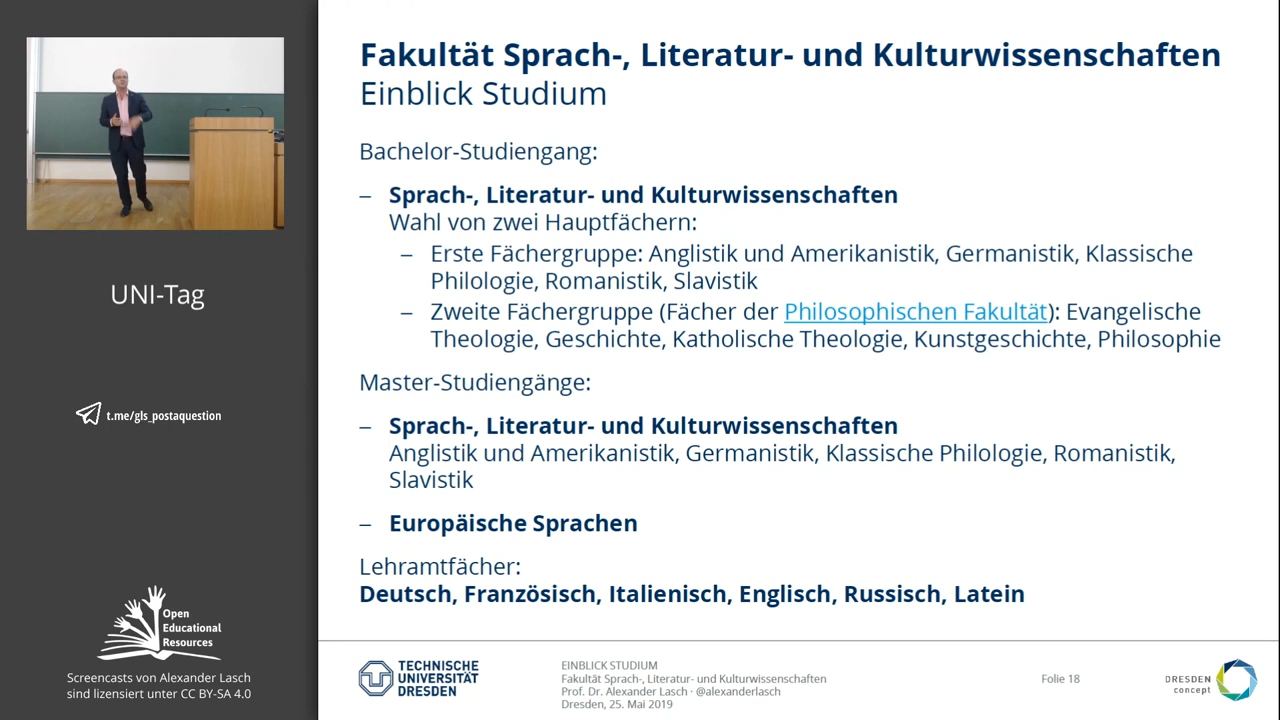 Fakultät Sprach-, Literatur- und Kulturwissenschaften
Einblick Studium
Bachelor-Studiengang:
– Sprach-, Literatur- und Kulturwissenschaften
Wahl von zwei Hauptfächern:
– Erste Fächergruppe: Anglistik und Amerikanistik, Germanistik, Klassische
Philologie, Romanistik, Slavistik
– Zweite Fächergruppe (Fächer der Philosophischen Fakultät): Evangelische
Theologie, Geschichte, Katholische Theologie, Kunstgeschichte, Philosophie
Master-Studiengänge:
– Sprach-, Literatur- und Kulturwissenschaften
Anglistik und Amerikanistik, Germanistik, Klassische Philologie, Romanistik,
Slavistik
– Europäische Sprachen
Lehramtfächer:
Deutsch, Französisch, Italienisch, Englisch, Russisch, Latein
UNI-Tag
t.me/gls_postaquestion
Open
Educational
Resources
Screencasts von Alexander Lasch
sind lizensiert unter CC BY-SA 4.0
TECHNISCHE
UNIVERSITÄT
DRESDEN
EINBLICK STUDIUM
Fakultät Sprach-, Literatur- und Kulturwissenschaften
Prof. Dr. Alexander Lasch · @alexanderlasch
Dresden, 25. Mai 2019
Folie 18
DRESDEN
concept